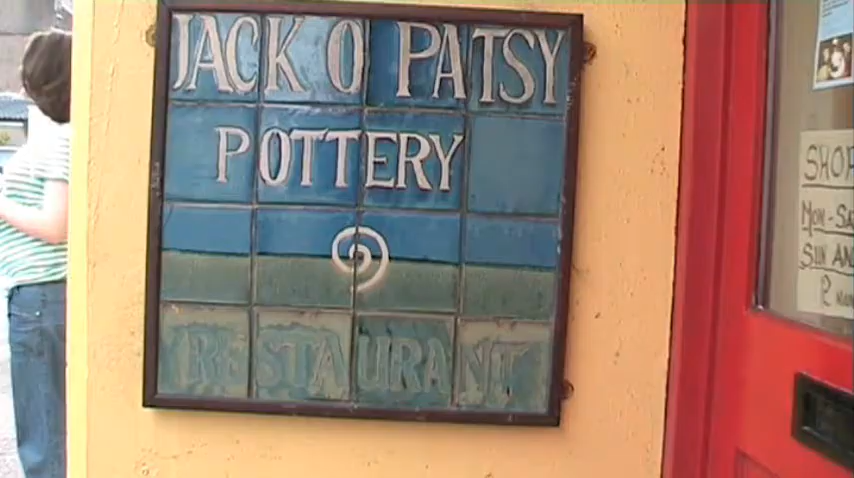 JACK O PATSY
POTTERY
RESTAURANT
SHOP
MON-SA
SUN AN